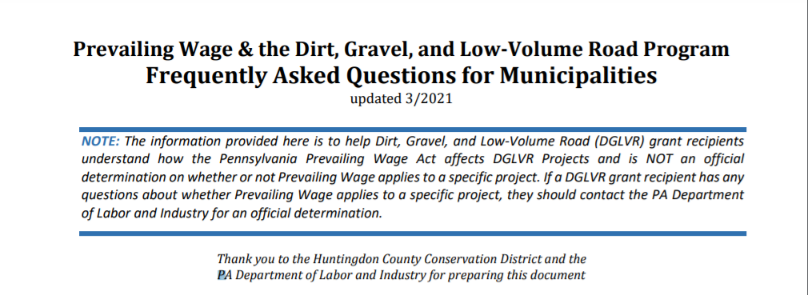 Prevailing Wage & the Dirt, Gravel, and Low-Volume Road Program
Frequently Asked Questions for Municipalities
updated 3/2021
NOTE: The information provided here is to help Dirt, Gravel, and Low-Volume Road (DGLVR) grant recipients
understand how the Pennsylvania Prevailing Wage Act affects DGLVR Projects and is NOT an official
determination on whether or not Prevailing Wage applies to a specific project. If a DGLVR grant recipient has any
questions about whether Prevailing Wage applies to a specific project, they should contact the PA Department
of Labor and Industry for an official determination.
Thank you to the Huntingdon County Conservation District and the
PA Department of Labor and Industry for preparing this document